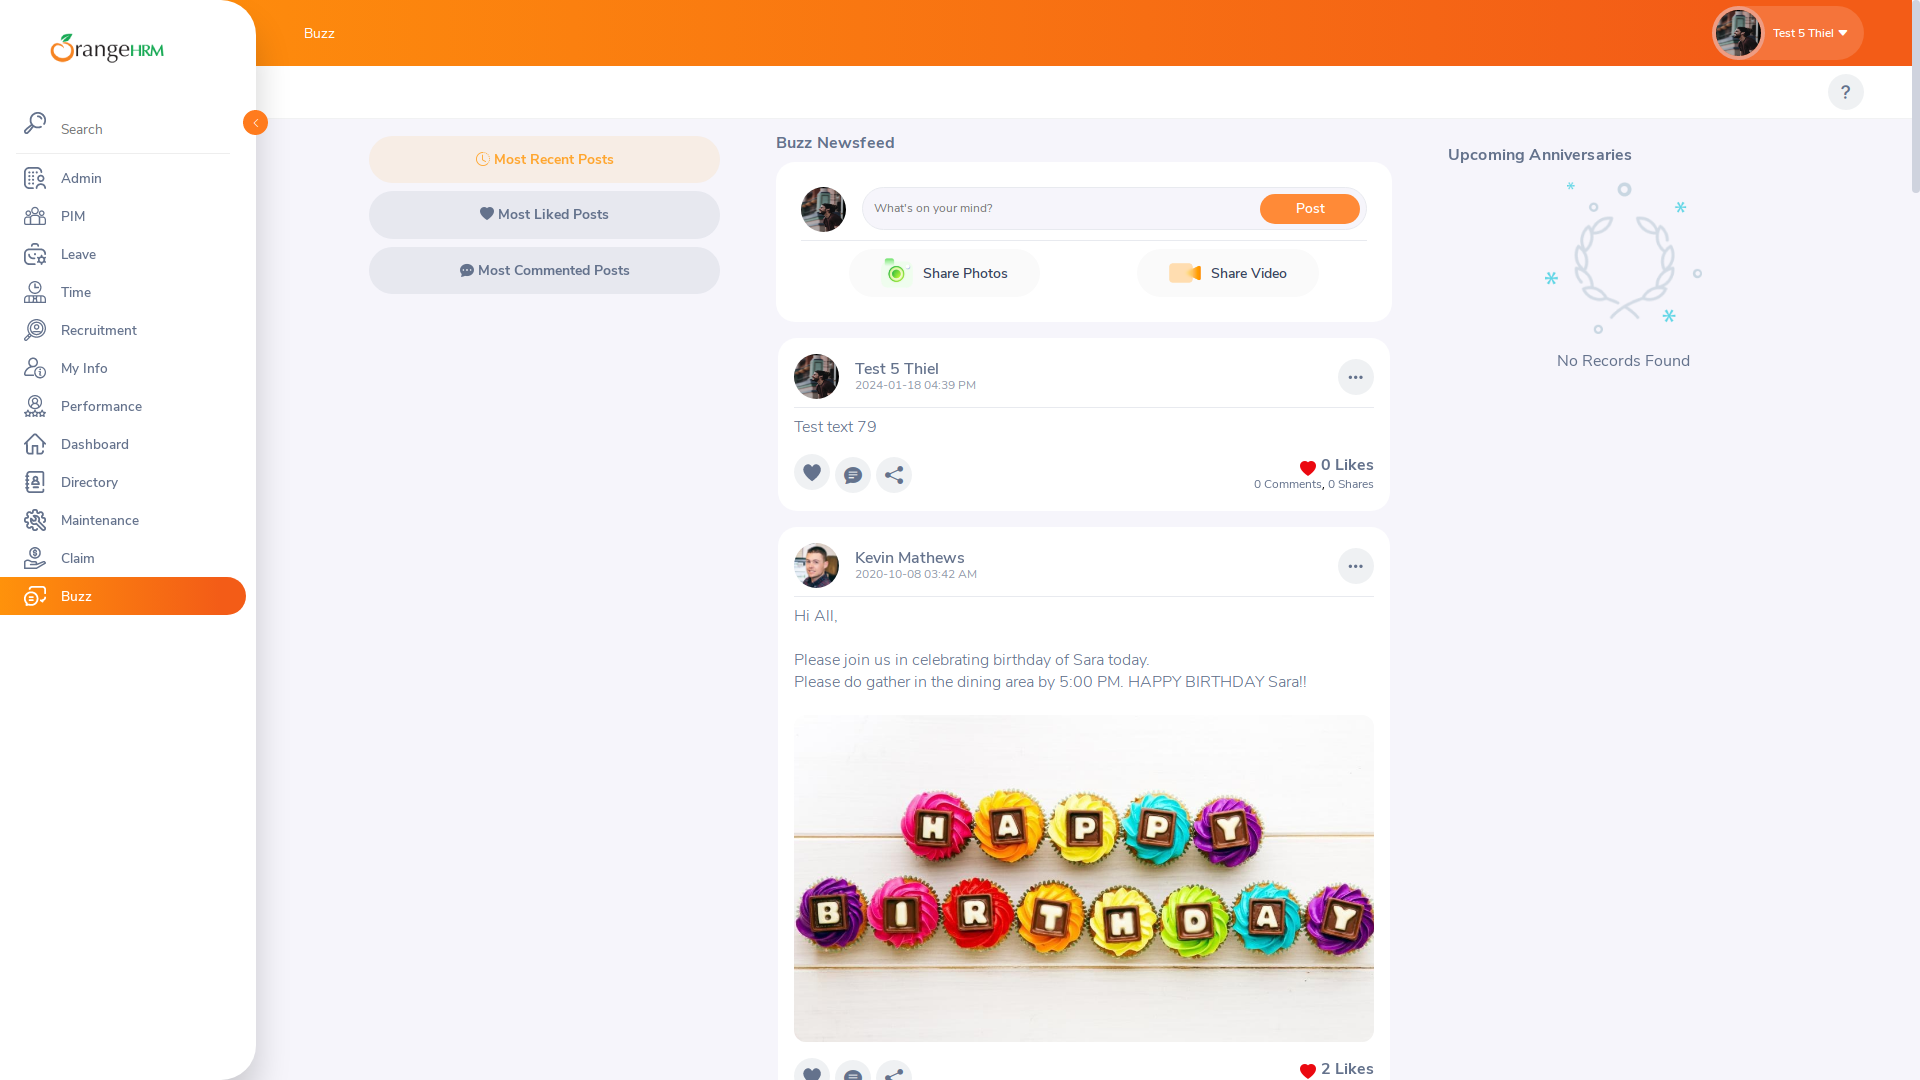 OrangeHRM
Search
Admin
PIM
Leave
Time
Recruitment
My Info
Performance
Dashboard
Directory
Maintenance
Claim
Buzz
Buzz
Test 5 Thiel
?
Most Recent Posts
Most Liked Posts
Most Commented Posts
Buzz Newsfeed
What's on your mind?
Post
Share Photos
Share Video
Test 5 Thiel
2024-01-18 04:39 PM
Test text 79
0 Likes
0 Comments, 0 Shares
Kevin Mathews
2020-10-08 03:42 AM
Hi All,
Please join us in celebrating birthday of Sara today.
Please do gather in the dining area by 5:00 PM. HAPPY BIRTHDAY Sara!!
HAPPY
BIRTHDAY
2 Likes
Upcoming Anniversaries
No Records Found